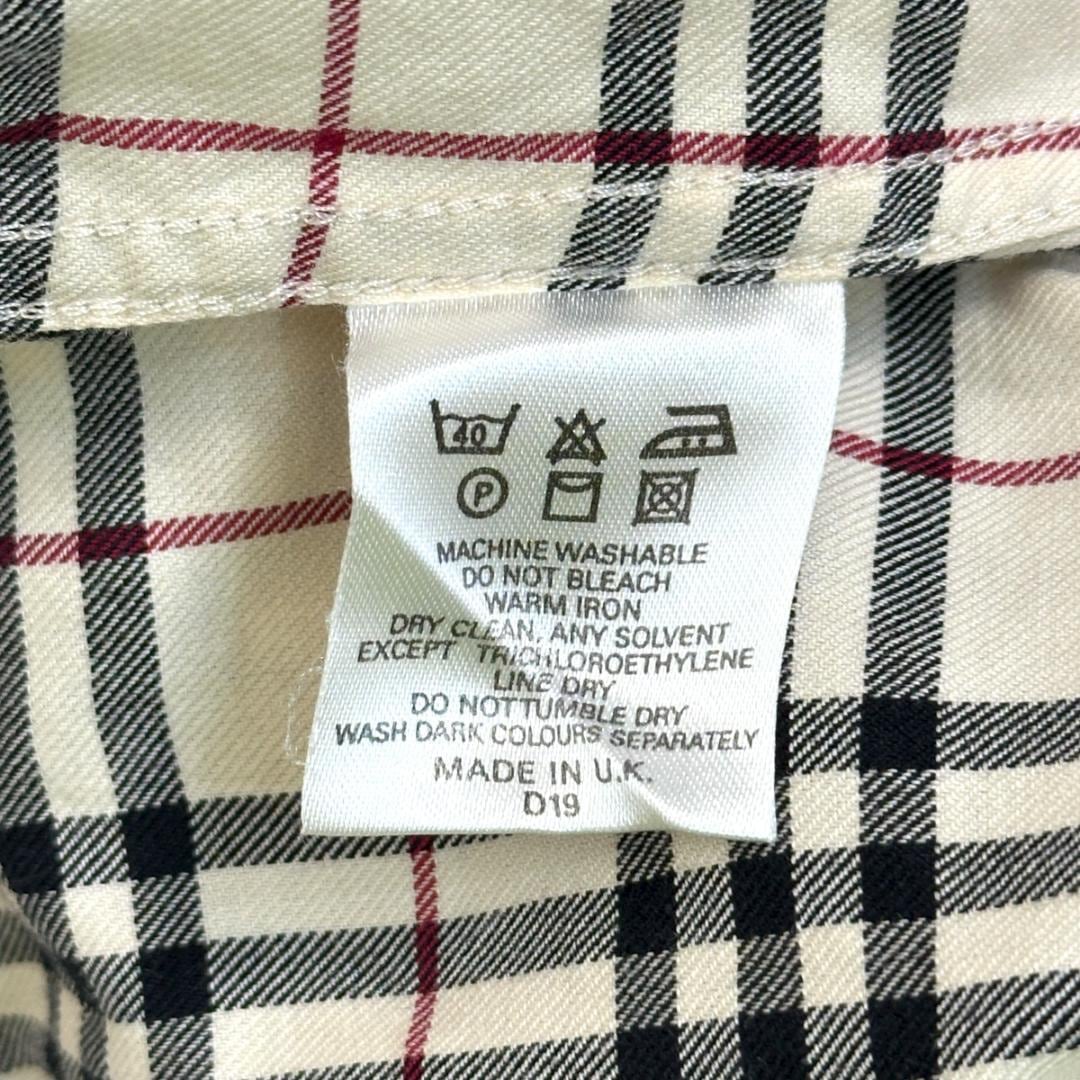 40
P
MACHINE WASHABLE
DO NOT BLEACH
WARM IRON
DRY CLEAN, ANY SOLVENT
EXCEPT TRICHLOROETHYLENE
LINE DRY
DO NOT TUMBLE DRY
WASH DARK COLOURS SEPARATELY
MADE IN U.K.
D19